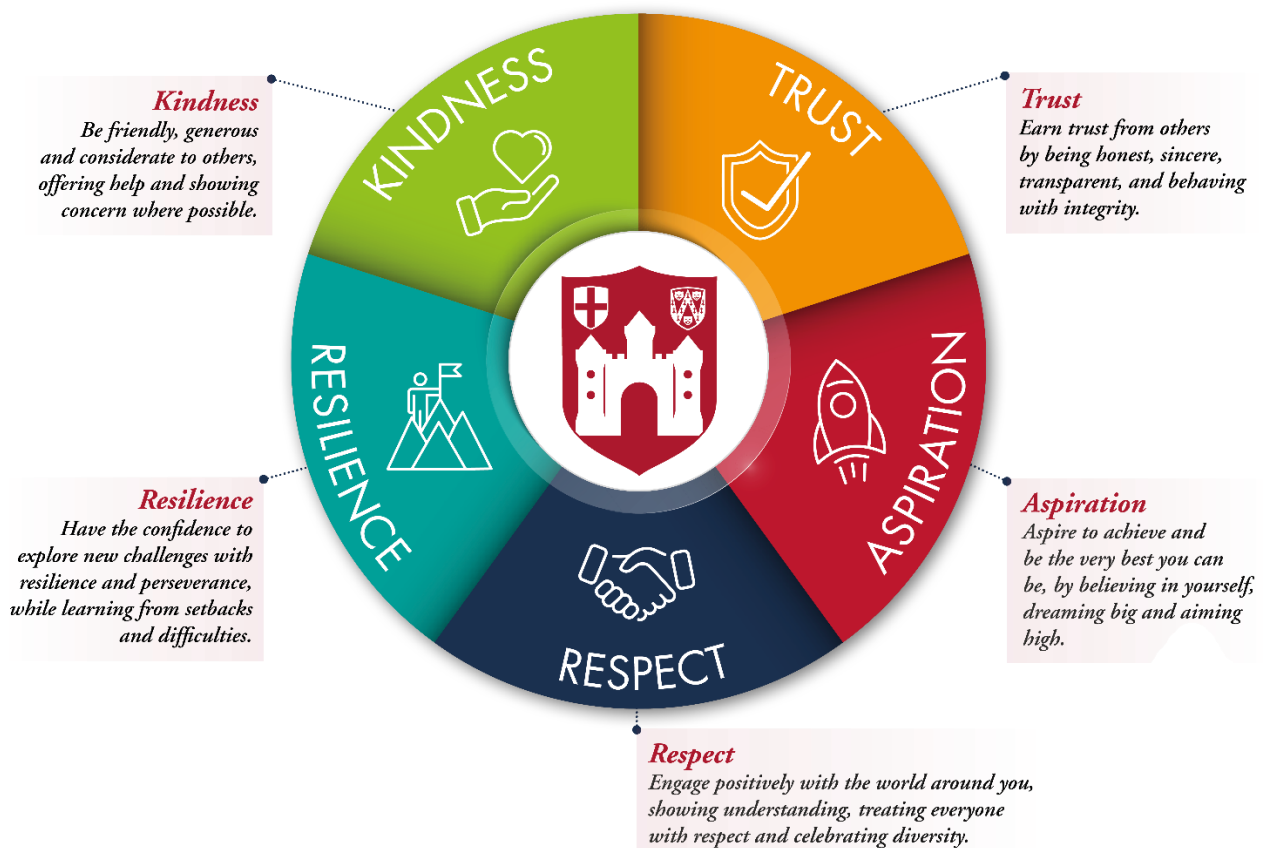 KINDNESS
TRUST
Kindness
Be friendly, generous
and considerate to others,
offering help and showing
concern where possible.
Trust
Earn trust from others
by being honest, sincere,
transparent, and behaving
with integrity.
RESILIENCE
ASPIRATION
Resilience
Have the confidence to
explore new challenges with
resilience and perseverance,
while learning from setbacks
and difficulties.
Aspiration
Aspire to achieve and
be the very best you can
be, by believing in yourself,
dreaming big and aiming
high.
RESPECT
Respect
Engage positively with the world around you,
showing understanding, treating everyone
with respect and celebrating diversity.